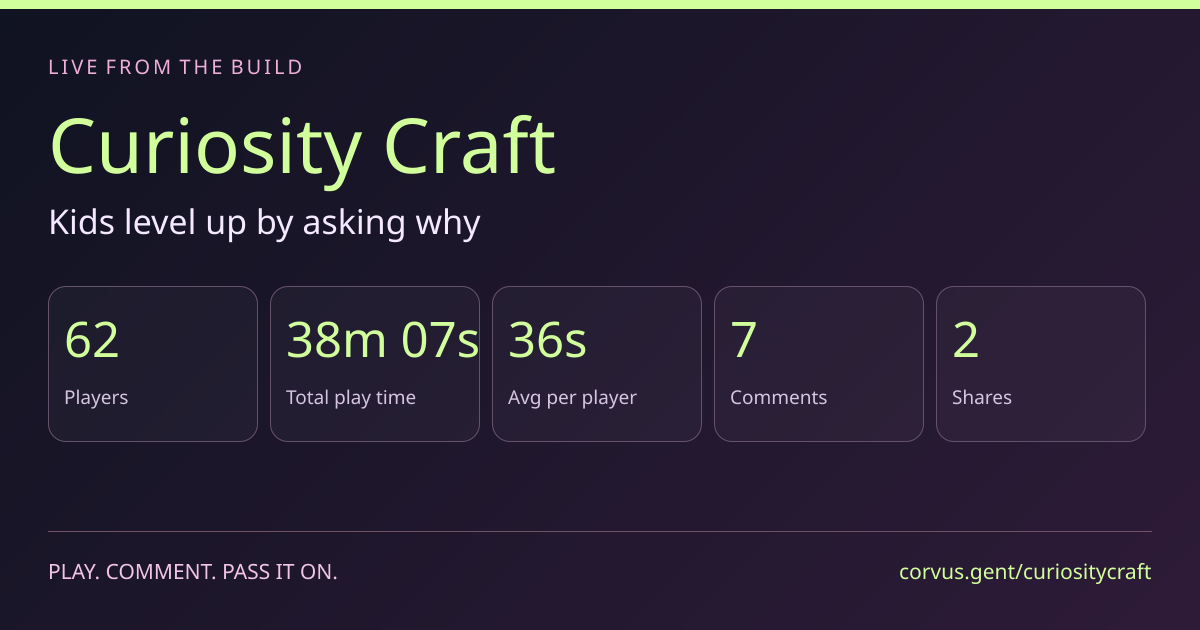 LIVE FROM THE BUILD
Curiosity Craft
Kids level up by asking why
62
Players
38m 07s
Total play time
36s
Avg per player
7
Comments
2
Shares
PLAY. COMMENT. PASS IT ON.
corvus.gent/curiositycraft